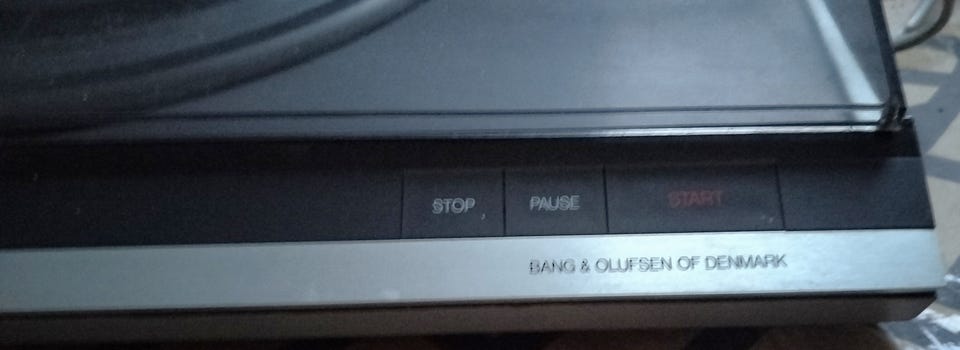 STOP PAUSE START
BANG & OLUFSEN OF DENMARK